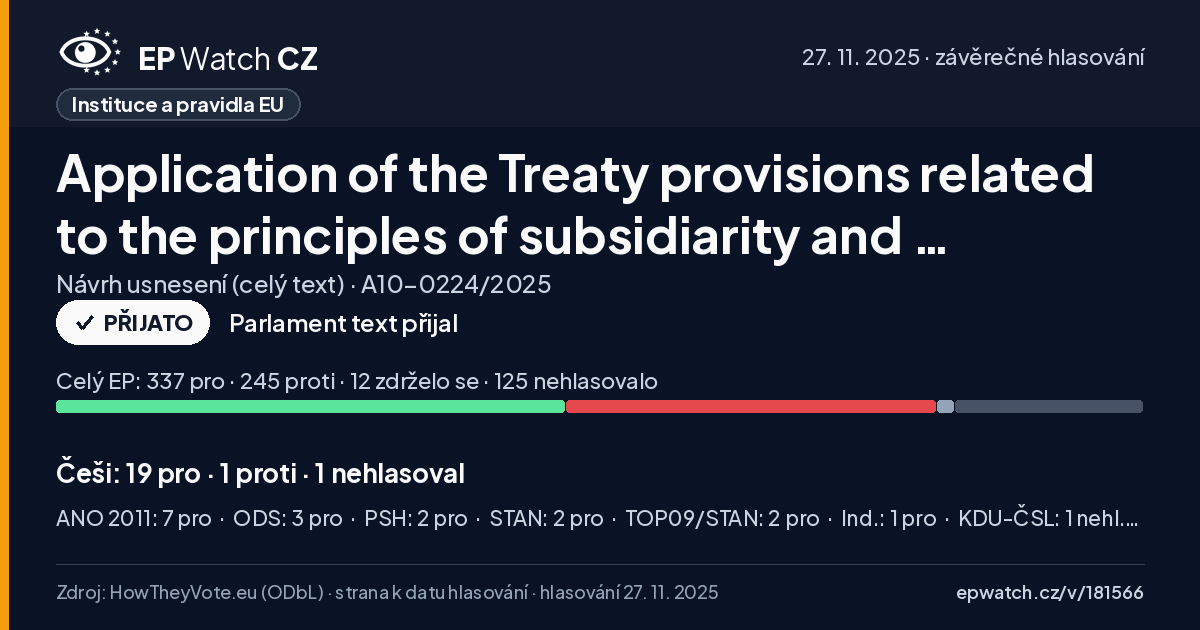 EP Watch CZ
27. 11. 2025 · závěrečné hlasování
Instituce a pravidla EU
Application of the Treaty provisions related
to the principles of subsidiarity and …
Návrh usnesení (celý text) · A10–0224/2025
✓ PŘIJATO Parlament text přijal
Celý EP: 337 pro · 245 proti · 12 zdrželo se · 125 nehlasovalo
Češi: 19 pro · 1 proti · 1 nehlasoval
ANO 2011: 7 pro · ODS: 3 pro · PSH: 2 pro · STAN: 2 pro · TOP09/STAN: 2 pro · Ind.: 1 pro · KDU-ČSL: 1 nehl.…
Zdroj: HowTheyVote.eu (ODbL) · strana k datu hlasování · hlasování 27. 11. 2025
epwatch.cz/v/181566